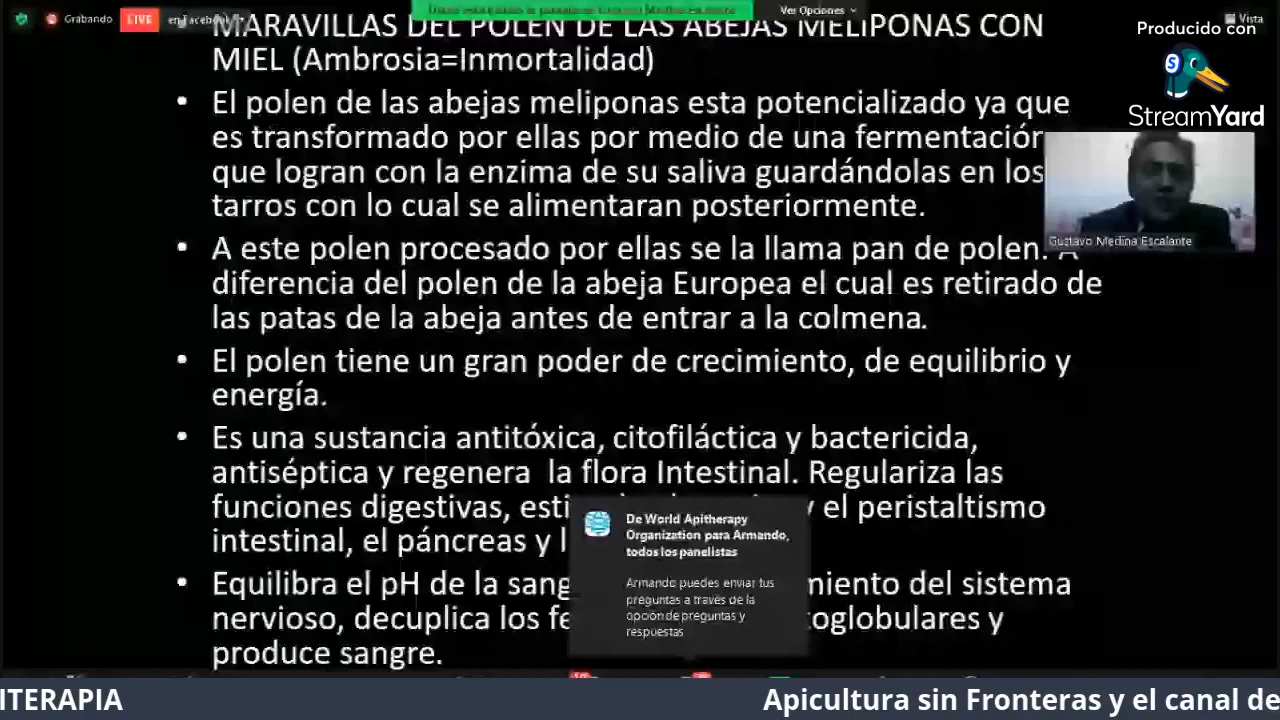 Grabando
LIVE
en Facebook
Ver Opciones
Vista
MARAVILLAS DEL POLEN DE LAS ABEJAS MELIPONAS CON
MIEL (Ambrosia=Inmortalidad)
Producido con
StreamYard
• El polen de las abejas meliponas esta potencializado ya que
es transformado por ellas por medio de una fermentación
que logran con la enzima de su saliva guardándolas en los
tarros con lo cual se alimentaran posteriormente.
Gustavo Medina Escalante
• A este polen procesado por ellas se la llama pan de polen. A
diferencia del polen de la abeja Europea el cual es retirado de
las patas de la abeja antes de entrar a la colmena.
• El polen tiene un gran poder de crecimiento, de equilibrio y
energía.
• Es una sustancia antitóxica, citofiláctica y bactericida,
antiséptica y regenera la flora Intestinal. Regulariza las
funciones digestivas, y el peristaltismo
intestinal, el páncreas y
• Equilibra el pH de la sang miento del sistema
nervioso, decuplica los toglobulares y
produce sangre.
De World Apitherapy
Organization para Armando,
todos los panelistas
Armando puedes enviar tus
preguntas a través de la
opción de preguntas y
respuestas
ITERAPIA
Apicultura sin Fronteras y el canal de